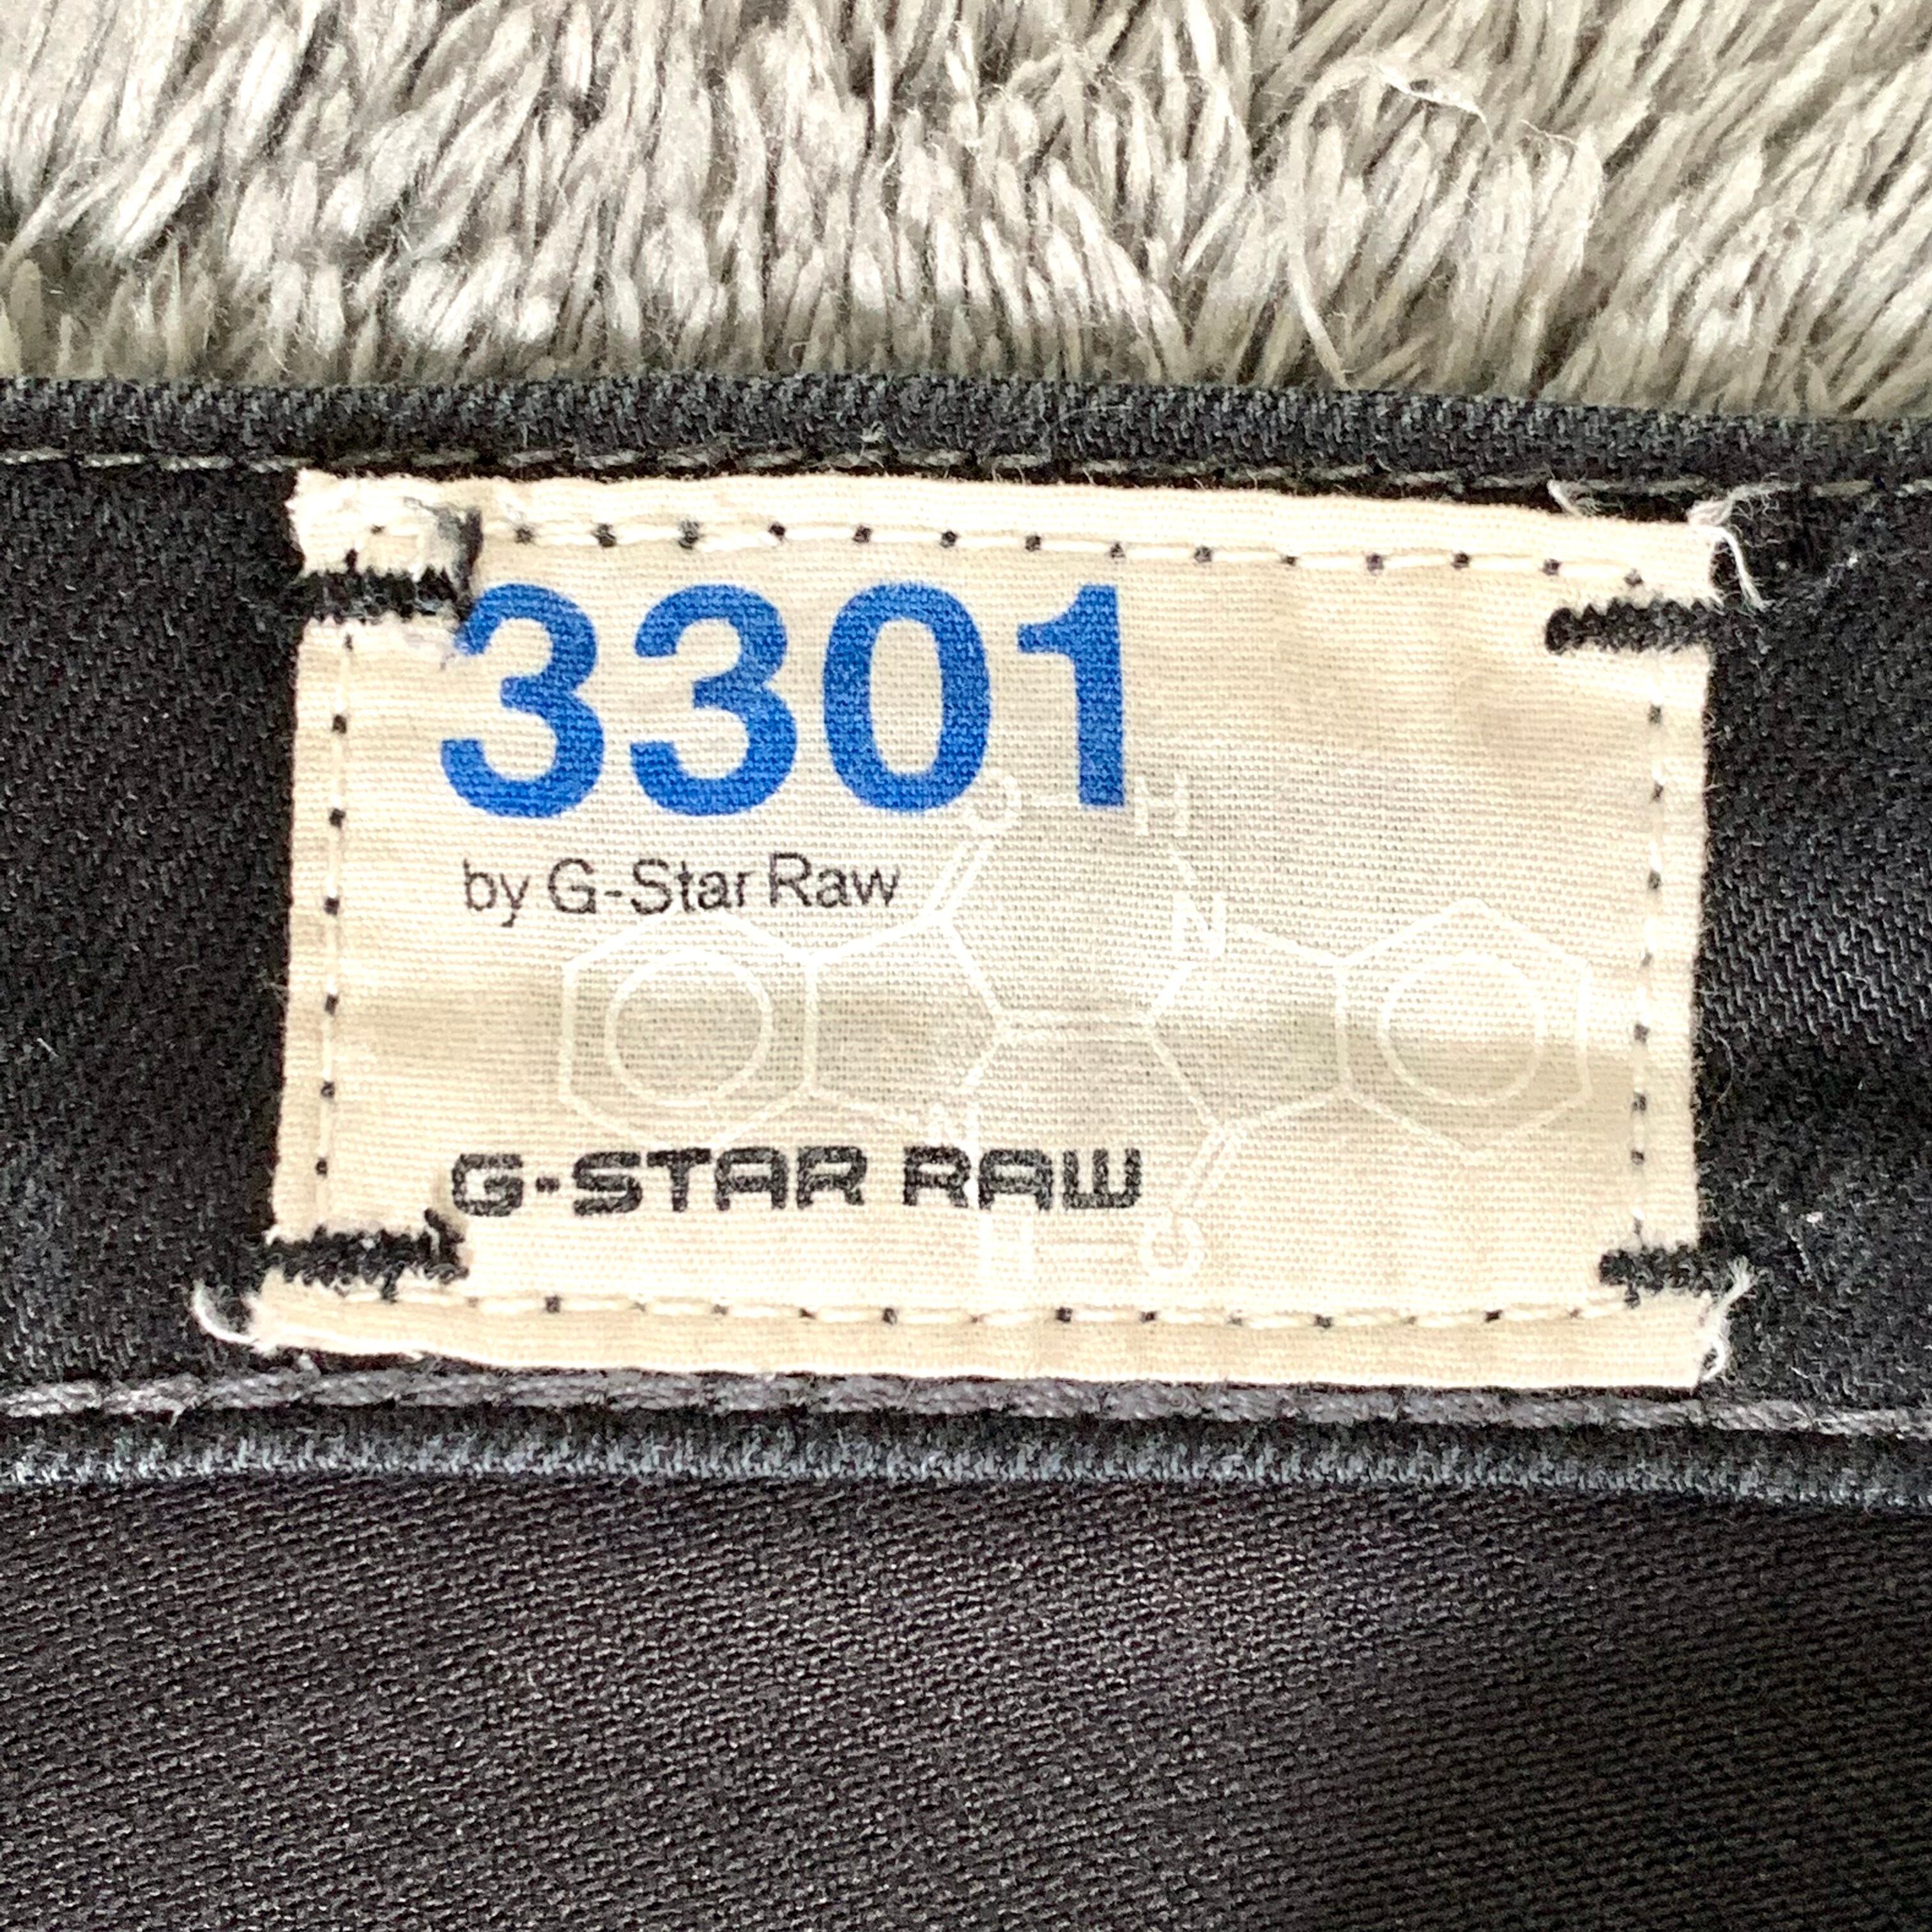 3301
by G-Star Raw
O H
N
N
G-STAR RAW
H O